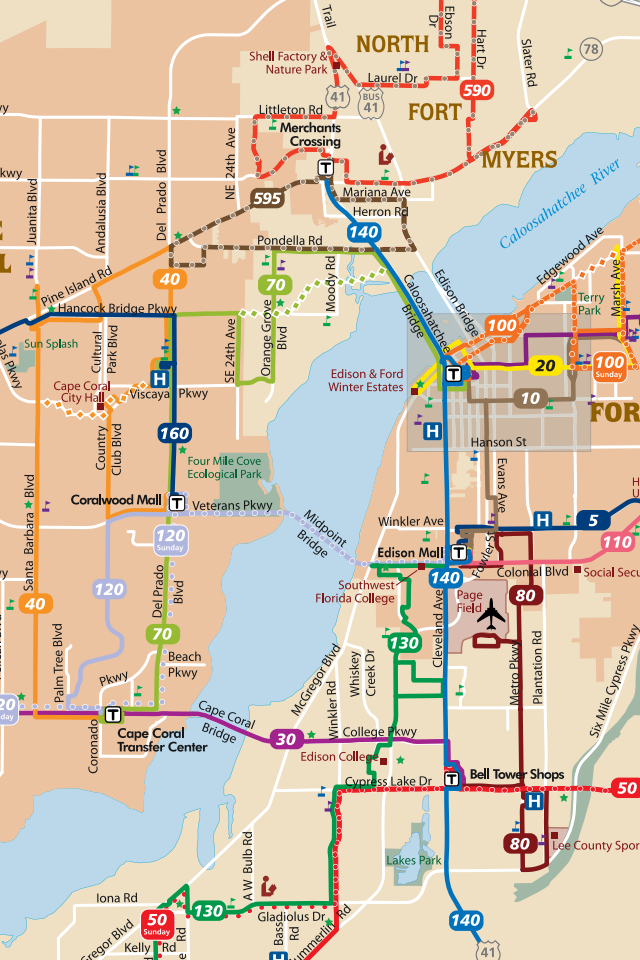 Trail
Ebson
Dr
Hart Dr
Slater Rd
NORTH
78
Shell Factory &
Nature Park
Laurel Dr
41
BUS
41
590
FORT
Littleton Rd
Merchants
Crossing
T
MYERS
NE 24th Ave
Mariana Ave
Herron Rd
595
140
Caloosahatchee River
Juanita Blvd
Andalusia Blvd
Del Prado Blvd
Pondella Rd
Edgewood Ave
Marsh Ave
L
Pine Island Rd
40
70
Moody Rd
Caloosahatchee
Bridge
Edison Bridge
Terry
Park
Hancock Bridge Pkwy
100
Sun Splash
Cultural
Park Blvd
SE 24th Ave
Orange Grove
Blvd
20
100
Sunday
Edison & Ford
Winter Estates
T
Cape Coral
City Hall
H
Viscaya Pkwy
10
FOR
160
Country
Club Blvd
H
Hanson St
Four Mile Cove
Ecological Park
Evans Ave
Coralwood Mall
T
Veterans Pkwy
Midpoint
Bridge
Winkler Ave
H
5
Santa Barbara Blvd
120
Sunday
Edison Mall
T
Fowler St
110
140
Colonial Blvd
Social Secu
Southwest
Florida College
Page
Field
80
40
120
Del Prado
Blvd
70
130
Cleveland Ave
Palm Tree Blvd
Beach
Pkwy
Pkwy
McGregor Blvd
Whiskey
Creek Dr
Winkler Rd
Metro Pkwy
Plantation Rd
Six Mile Cypress Pkwy
20
day
T
Coronado
Cape Coral
Transfer Center
Cape Coral
Bridge
30
College Pkwy
Edison College
Cypress Lake Dr
T
Bell Tower Shops
50
H
80
Lee County Spor
Lakes Park
A W Bulb Rd
Iona Rd
50
Sunday
130
Gladiolus Dr
Kelly Rd
Bass Rd
H
140
41